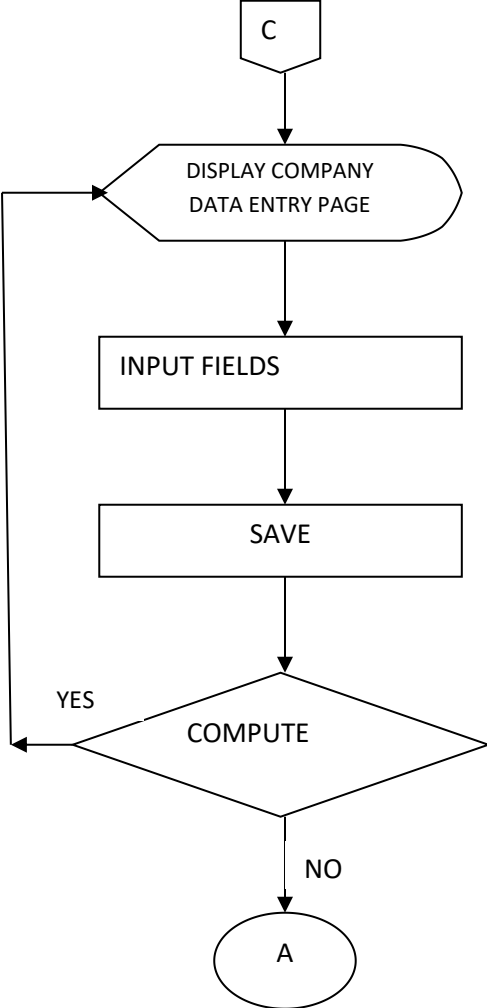 C
DISPLAY COMPANY
DATA ENTRY PAGE
INPUT FIELDS
SAVE
YES
COMPUTE
NO
A